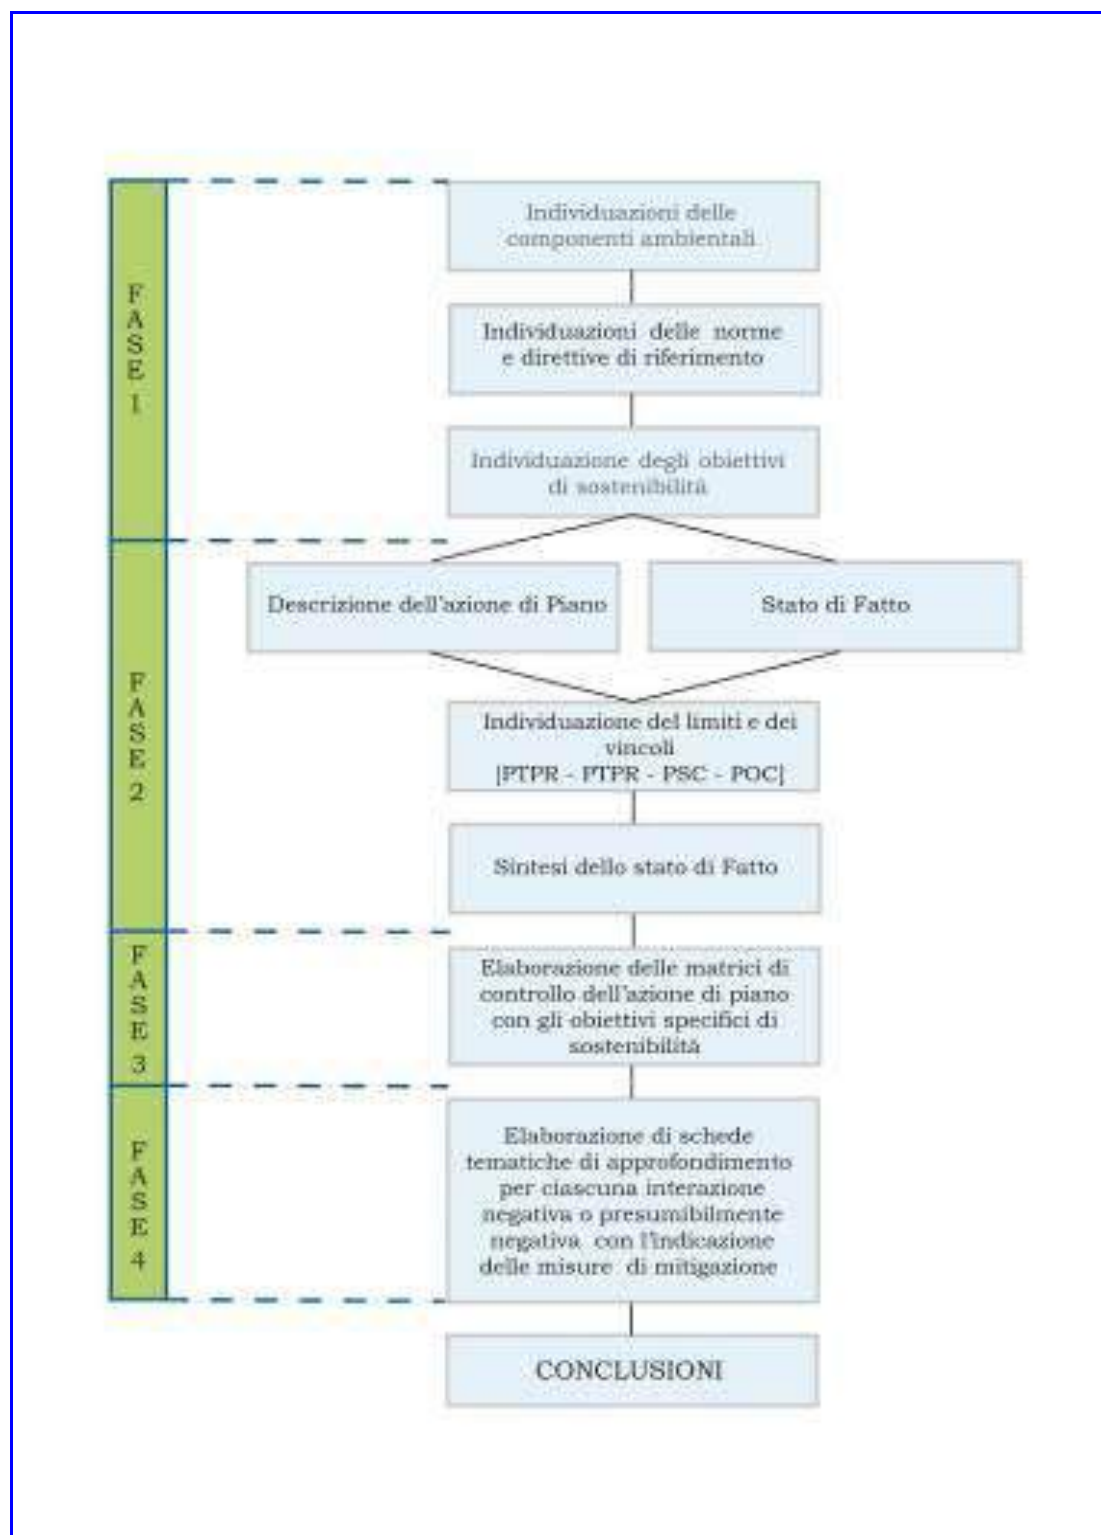 FASE 1
Individuazioni delle
componenti ambientali
Individuazioni delle norme
e direttive di riferimento
Individuazione degli obiettivi
di sostenibilità
FASE 2
Descrizione dell'azione di Piano
Stato di Fatto
Individuazione del limiti e dei
vincoli
[PTPR - PTPR - PSC - POC]
Sintesi dello stato di Fatto
FASE 3
Elaborazione delle matrici di
controllo dell'azione di piano
con gli obiettivi specifici di
sostenibilità
FASE 4
Elaborazione di schede
tematiche di approfondimento
per ciascuna interazione
negativa o presumibilmente
negativa con l'indicazione
delle misure di mitigazione
CONCLUSIONI